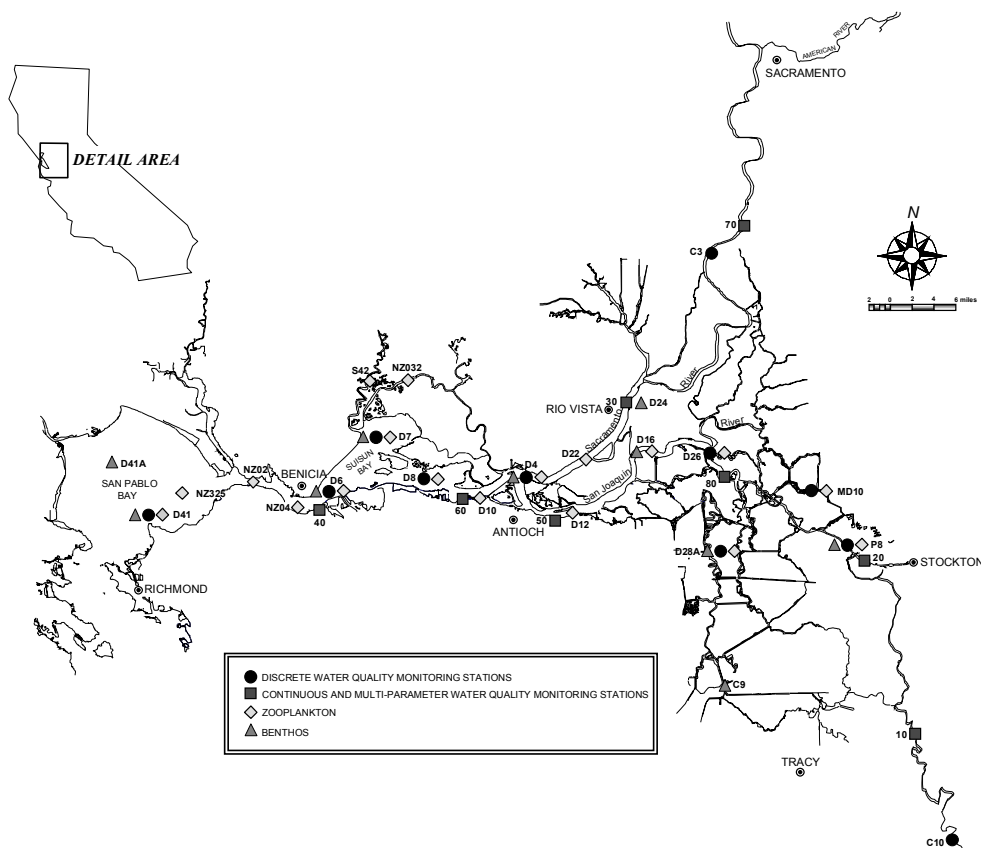 AMERICAN RIVER
SACRAMENTO
DETAIL AREA
70
N
C3
2 0 2 4 6 miles
S42
NZ032
River
30
D24
RIO VISTA
Sacramento
River
D7
D16
D22
D26
D41A
SUISUN
BAY
NZ02
BENICIA
D4
SAN PABLO
BAY
NZ325
D6
D8
San Joaquin
80
MD10
NZ04
60
D10
D41
40
50
D12
ANTIOCH
P8
D28A
20
STOCKTON
RICHMOND
DISCRETE WATER QUALITY MONITORING STATIONS
CONTINUOUS AND MULTI-PARAMETER WATER QUALITY MONITORING STATIONS
ZOOPLANKTON
BENTHOS
C9
10
TRACY
C10